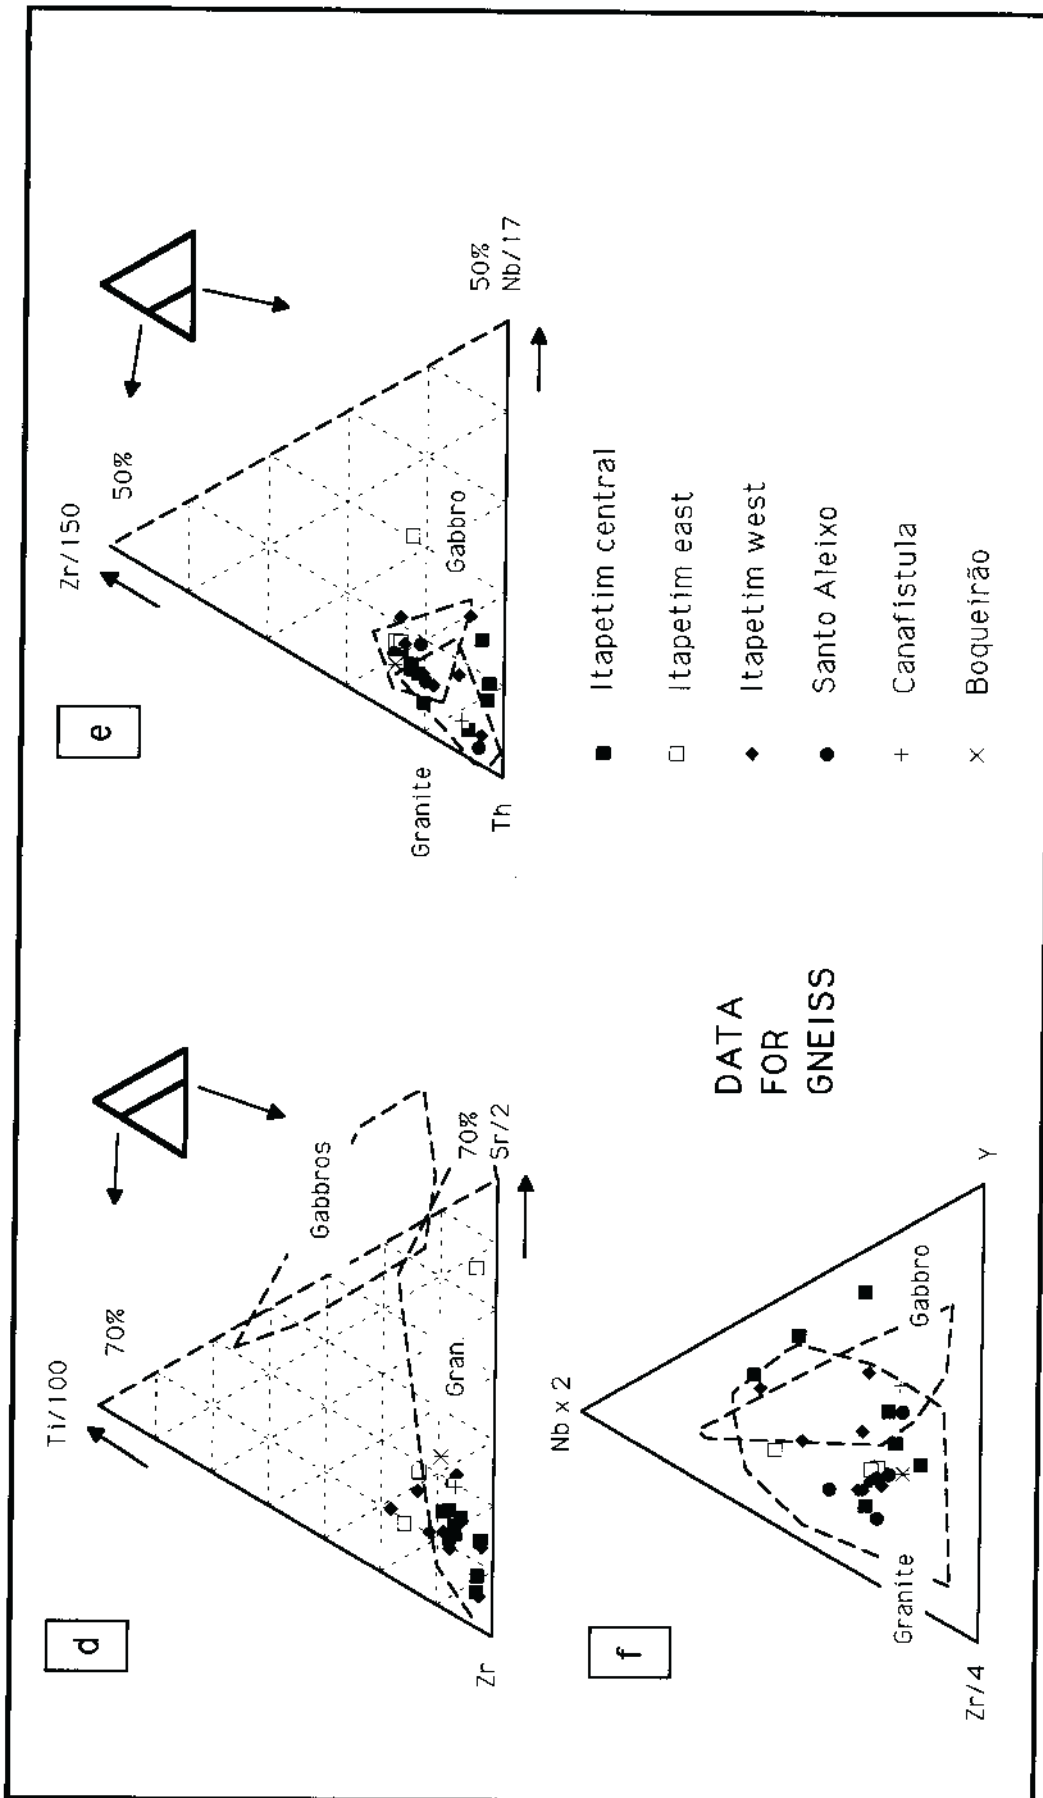 d
Ti/100
70%
Gabbros
Gran.
Zr
70%
Sr/2
e
Zr/150
50%
Granite
Gabbro
Th
50%
Nb/17
f
Nb x 2
Granite
Gabbro
Zr/4
Y
DATA
FOR
GNEISS
Itapetim central
Itapetim east
Itapetim west
Santo Aleixo
Canafistula
Boqueirão